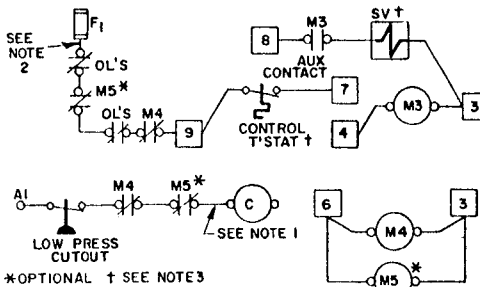 F1
SEE
NOTE
2
OL'S
M5*
OL'S M4
9
8
M3
AUX
CONTACT
SV †
7
CONTROL
T'STAT †
4
M3
3
A1
LOW PRESS
CUTOUT
M4
M5*
C
SEE NOTE 1
6
3
M4
M5 *
*OPTIONAL † SEE NOTE 3